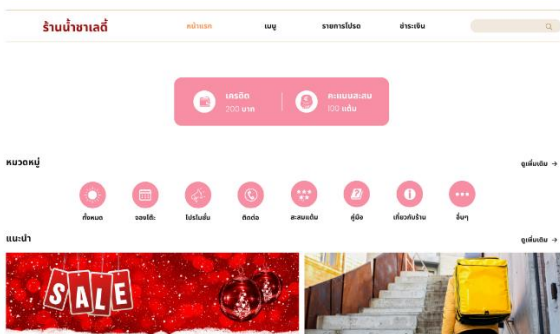 ร้านน้ำชาเลดี้
หน้าแรก
เมนู
รายการโปรด
ชำระเงิน
เครดิต
200 บาท
คะแนนสะสม
100 แต้ม
หมวดหมู่
ดูเพิ่มเติม →
ทั้งหมด
จองโต๊ะ
โปรโมชั่น
ติดต่อ
สะสมแต้ม
คู่มือ
เกี่ยวกับร้าน
อื่นๆ
แนะนำ
ดูเพิ่มเติม →
SALE